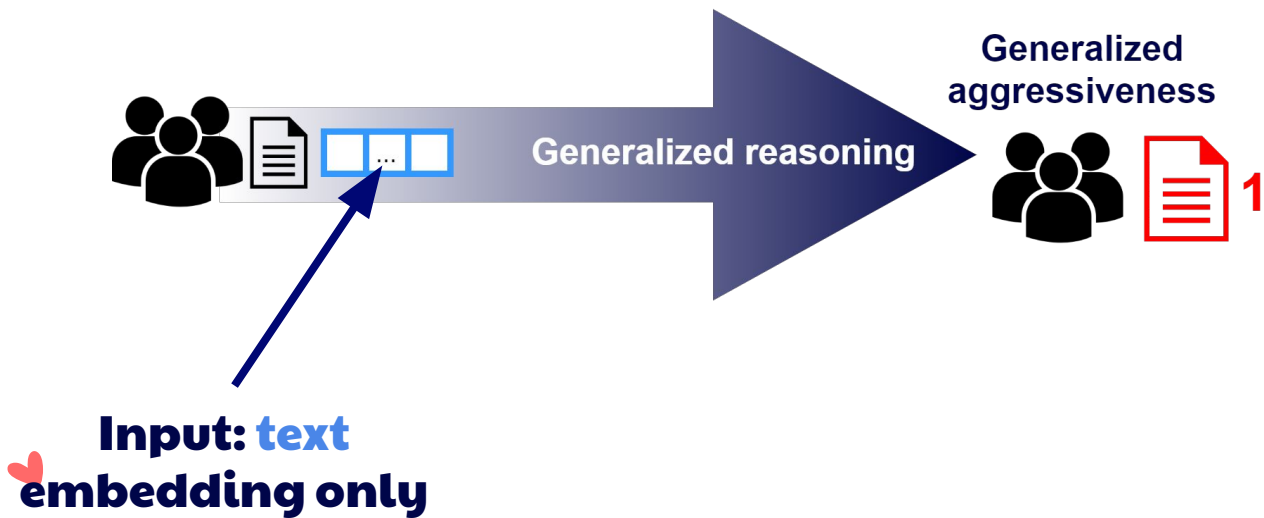 Generalized
aggressiveness
...
Generalized reasoning
1
Input: text
embedding only